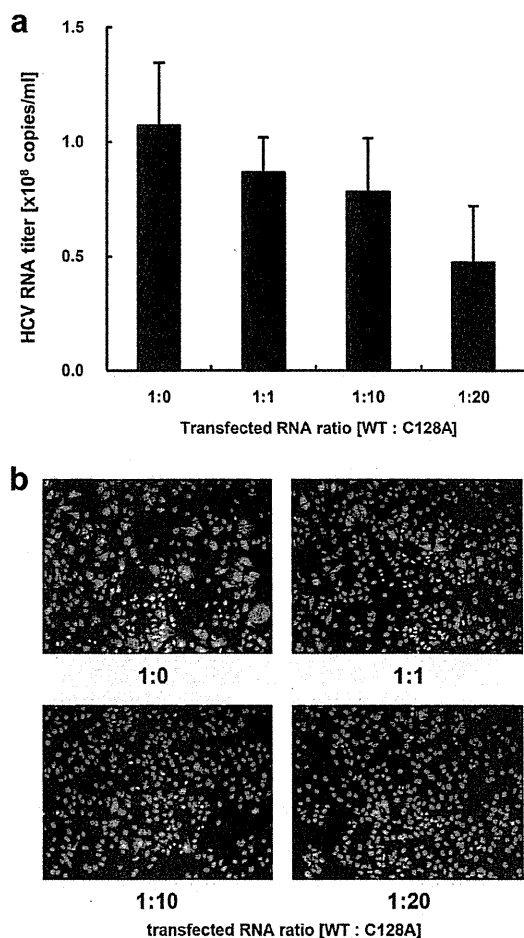 a
HCV RNA titer [x10⁸ copies/ml]
1.5
1.0
0.5
0.0
1:0 1:1 1:10 1:20
Transfected RNA ratio [WT : C128A]
b
1:0 1:1
1:10 1:20
transfected RNA ratio [WT : C128A]